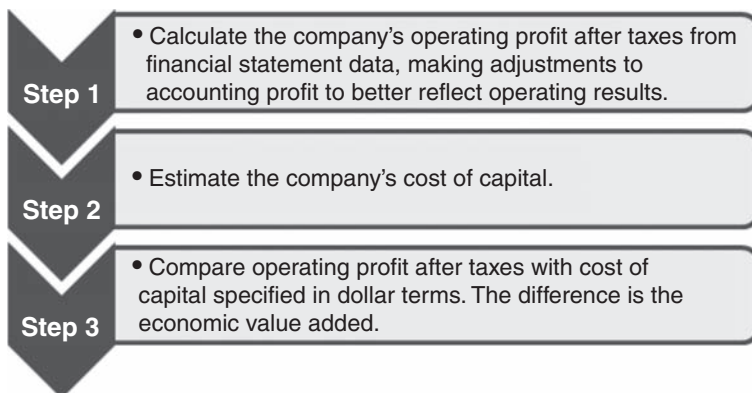 • Calculate the company's operating profit after taxes from
financial statement data, making adjustments to
accounting profit to better reflect operating results.
Step 1
• Estimate the company's cost of capital.
Step 2
• Compare operating profit after taxes with cost of
capital specified in dollar terms. The difference is the
economic value added.
Step 3